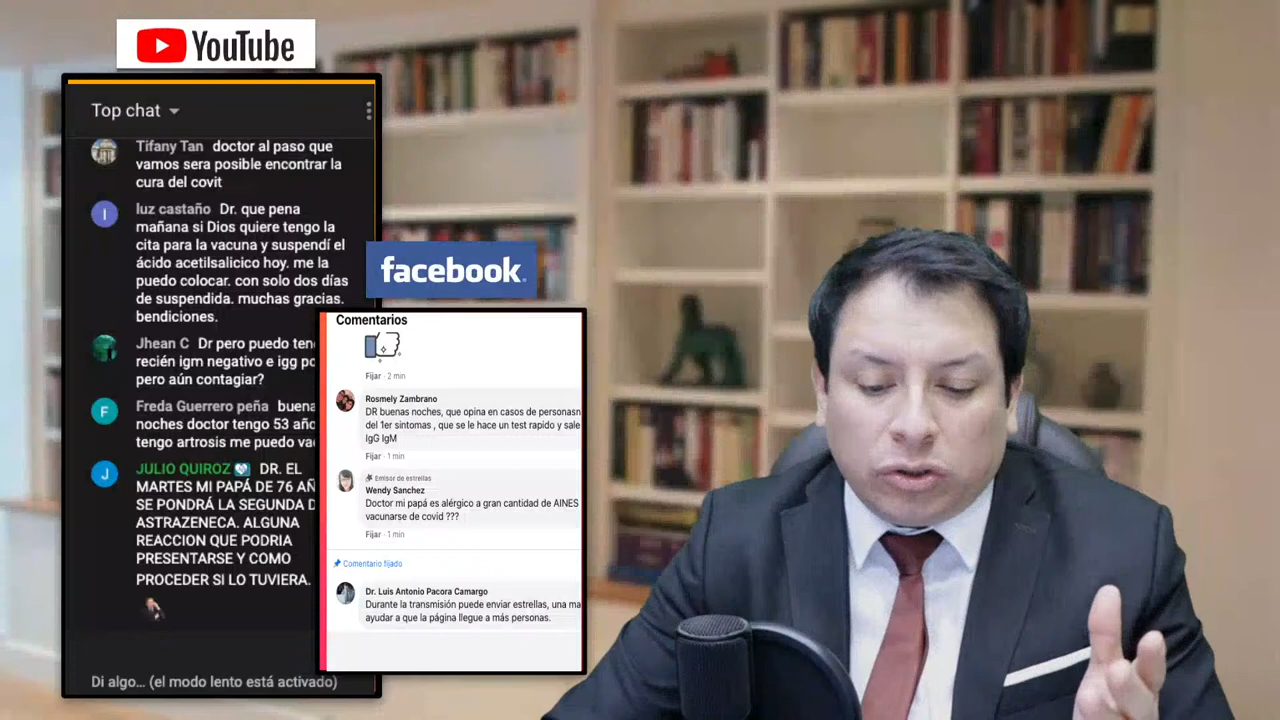 YouTube
Top chat
Tifany Tan doctor al paso que
vamos sera posible encontrar la
cura del covit
luz castaño Dr. que pena
mañana si Dios quiere tengo la
cita para la vacuna y suspendí el
ácido acetilsalicico hoy. me la
puedo colocar. con solo dos días
de suspendida. muchas gracias.
bendiciones.
Jhean C Dr pero puedo ten
recién igm negativo e igg po
pero aún contagiar?
Freda Guerrero peña buena
noches doctor tengo 53 año
tengo artrosis me puedo va
JULIO QUIROZ DR. EL
MARTES MI PAPÁ DE 76 AÑ
SE PONDRÁ LA SEGUNDA D
ASTRAZENECA. ALGUNA
REACCION QUE PODRIA
PRESENTARSE Y COMO
PROCEDER SI LO TUVIERA.
Di algo... (el modo lento está activado)
facebook
Comentarios
Fijar · 2 min
Rosmely Zambrano
DR buenas noches, que opina en casos de personasn
del 1er sintomas , que se le hace un test rapido y sale
IgG IgM
Fijar · 1 min
Emisor de estrellas
Wendy Sanchez
Doctor mi papá es alérgico a gran cantidad de AINES
vacunarse de covid ???
Fijar · 1 min
Comentario fijado
Dr. Luis Antonio Pacora Camargo
Durante la transmisión puede enviar estrellas, una ma
ayudar a que la página llegue a más personas.